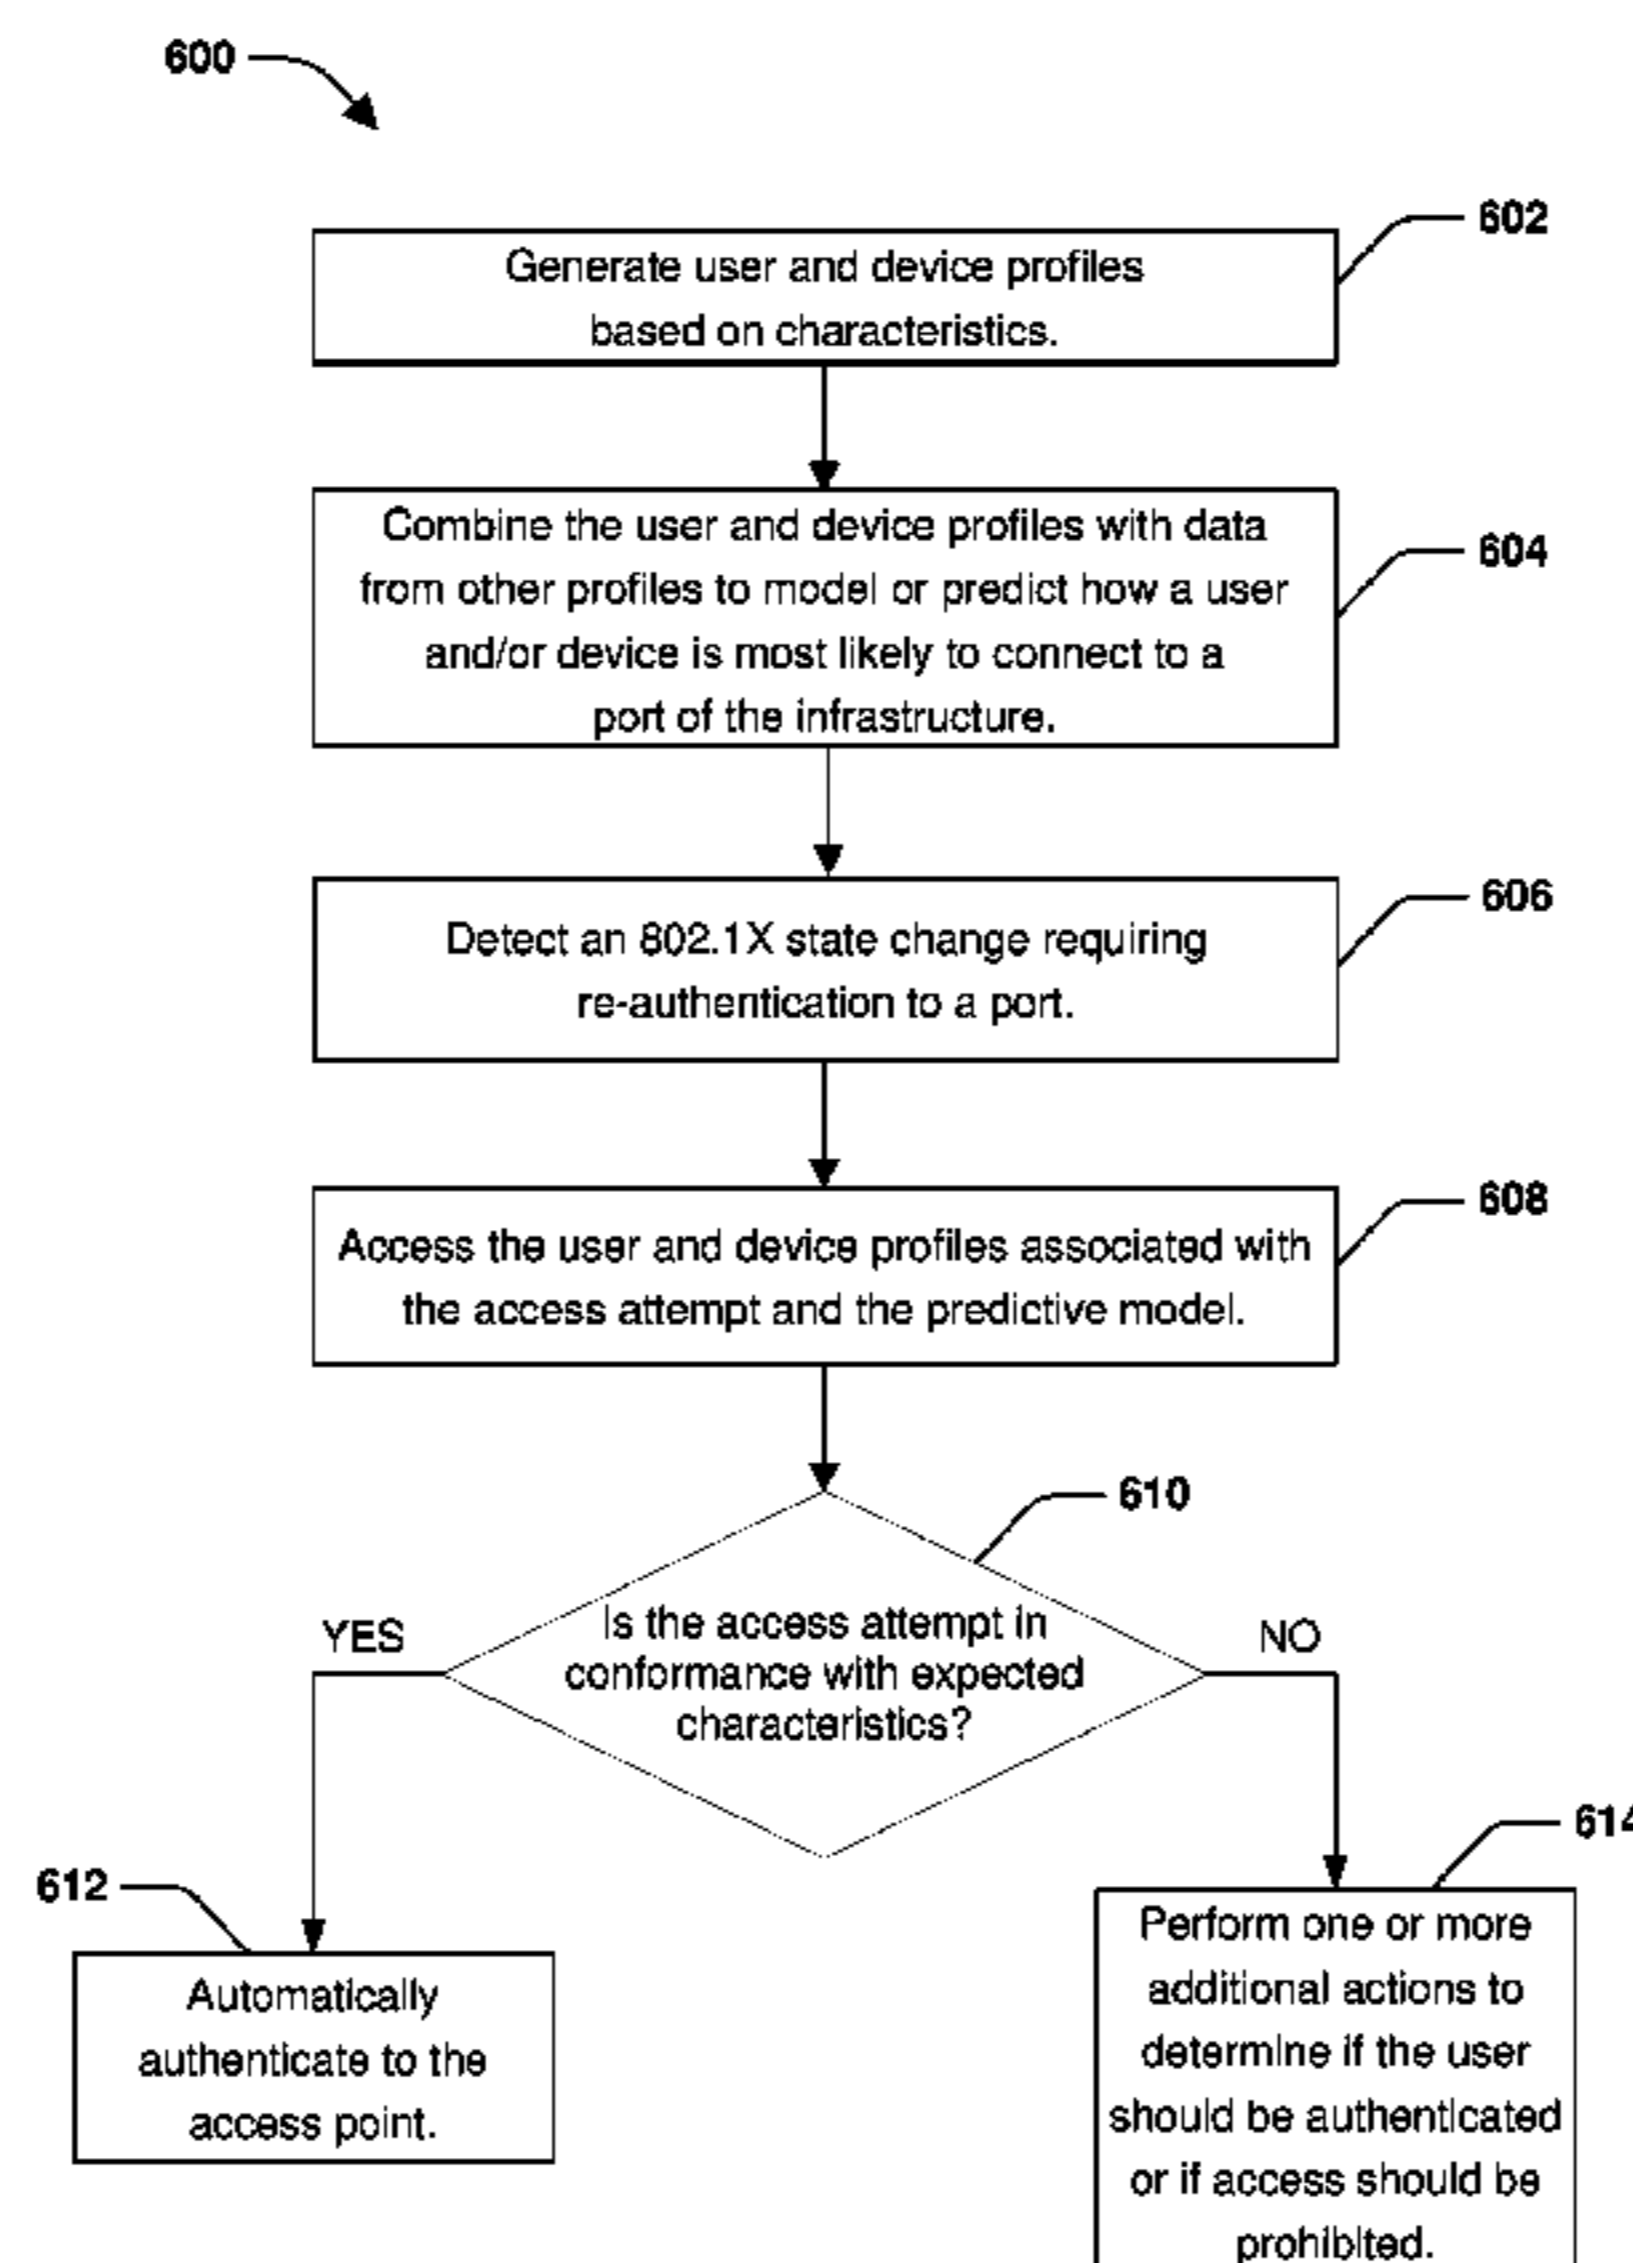 600
602
Generate user and device profiles
based on characteristics.
604
Combine the user and device profiles with data
from other profiles to model or predict how a user
and/or device is most likely to connect to a
port of the infrastructure.
606
Detect an 802.1X state change requiring
re-authentication to a port.
608
Access the user and device profiles associated with
the access attempt and the predictive model.
610
Is the access attempt in
conformance with expected
characteristics?
YES
NO
612
Automatically
authenticate to the
access point.
614
Perform one or more
additional actions to
determine if the user
should be authenticated
or if access should be
prohibited.